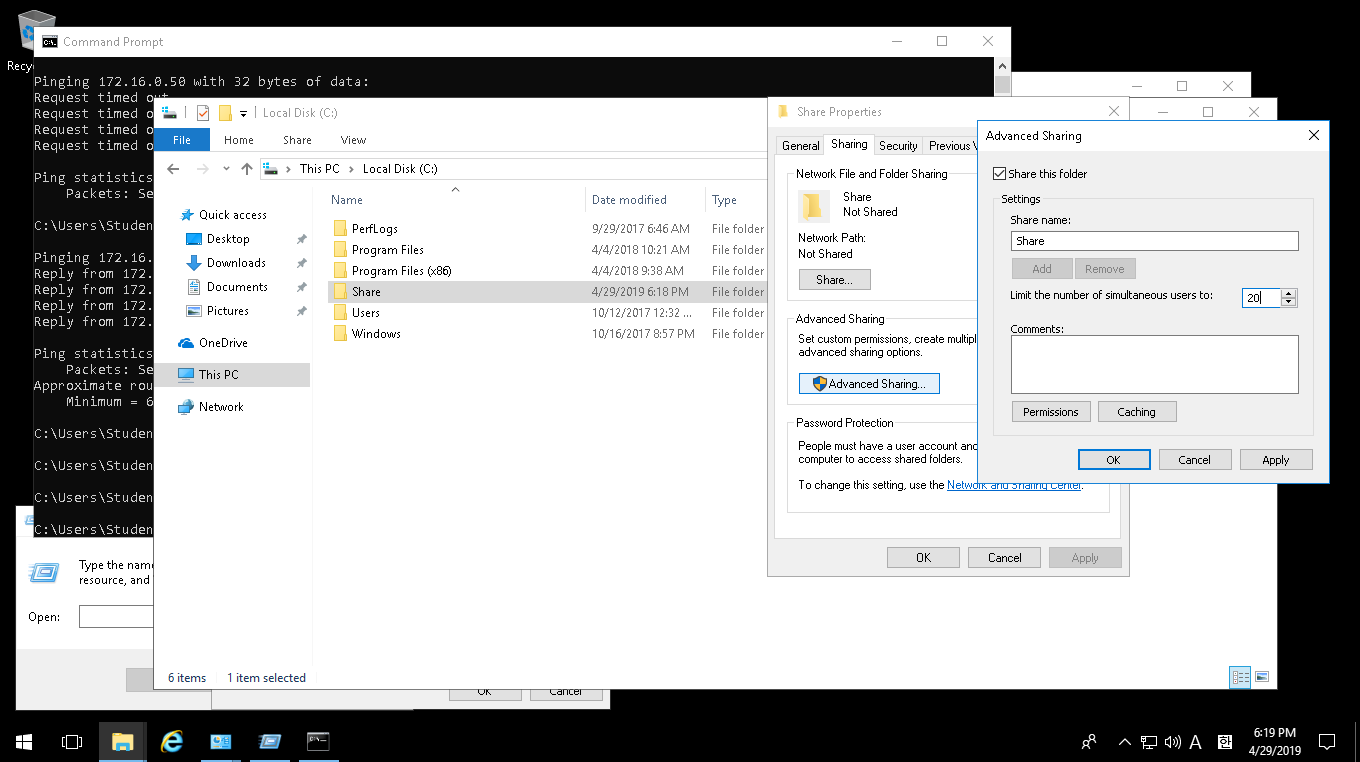 Recyc
Command Prompt
Pinging 172.16.0.50 with 32 bytes of data:
Request timed out
Request timed o
Request timed o
Request timed o
Ping statistics
Packets: Se
C:\Users\Studen
Pinging 172.16.
Reply from 172.
Reply from 172.
Reply from 172.
Reply from 172.
Ping statistics
Packets: Se
Approximate rou
Minimum = 6
C:\Users\Studen
C:\Users\Studen
C:\Users\Studen
C:\Users\Studen
Local Disk (C:)
File Home Share View
This PC Local Disk (C:)
Quick access
Desktop
Downloads
Documents
Pictures
OneDrive
This PC
Network
Name Date modified Type
PerfLogs 9/29/2017 6:46 AM File folder
Program Files 4/4/2018 10:21 AM File folder
Program Files (x86) 4/4/2018 9:38 AM File folder
Share 4/29/2019 6:18 PM File folder
Users 10/12/2017 12:32 ... File folder
Windows 10/16/2017 8:57 PM File folder
6 items 1 item selected
Share Properties
General Sharing Security Previous V
Network File and Folder Sharing
Share
Not Shared
Network Path:
Not Shared
Share...
Advanced Sharing
Set custom permissions, create multipl
advanced sharing options.
Advanced Sharing...
Password Protection
People must have a user account and
computer to access shared folders.
To change this setting, use the Network and Sharing Center.
OK Cancel Apply
Advanced Sharing
Share this folder
Settings
Share name:
Share
Add Remove
Limit the number of simultaneous users to: 20
Comments:
Permissions Caching
OK Cancel Apply
Type the name
resource, and
Open:
OK Cancel
A
6:19 PM
4/29/2019